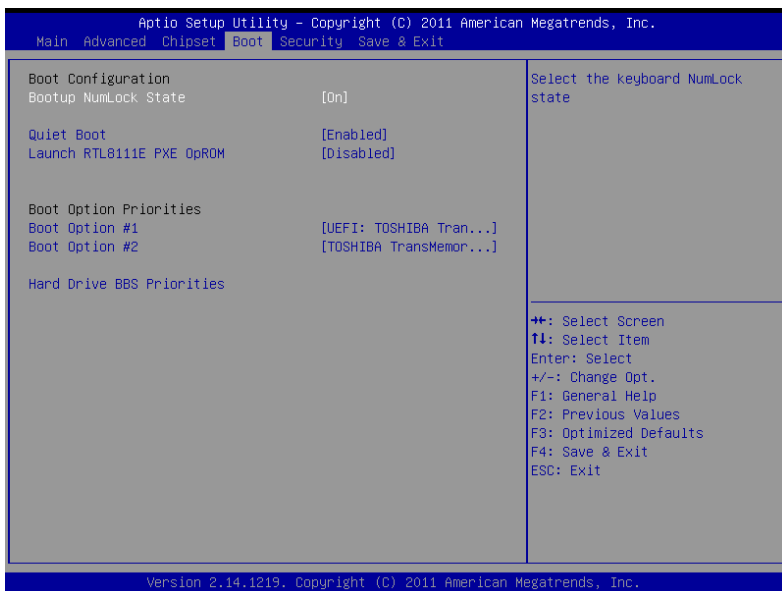 Aptio Setup Utility – Copyright (C) 2011 American Megatrends, Inc.
Main Advanced Chipset Boot Security Save & Exit
Boot Configuration
Bootup NumLock State [On]
Quiet Boot [Enabled]
Launch RTL8111E PXE OpROM [Disabled]
Boot Option Priorities
Boot Option #1 [UEFI: TOSHIBA Tran...]
Boot Option #2 [TOSHIBA TransMemor...]
Hard Drive BBS Priorities
Select the keyboard NumLock
state
→←: Select Screen
↑↓: Select Item
Enter: Select
+/-: Change Opt.
F1: General Help
F2: Previous Values
F3: Optimized Defaults
F4: Save & Exit
ESC: Exit
Version 2.14.1219. Copyright (C) 2011 American Megatrends, Inc.